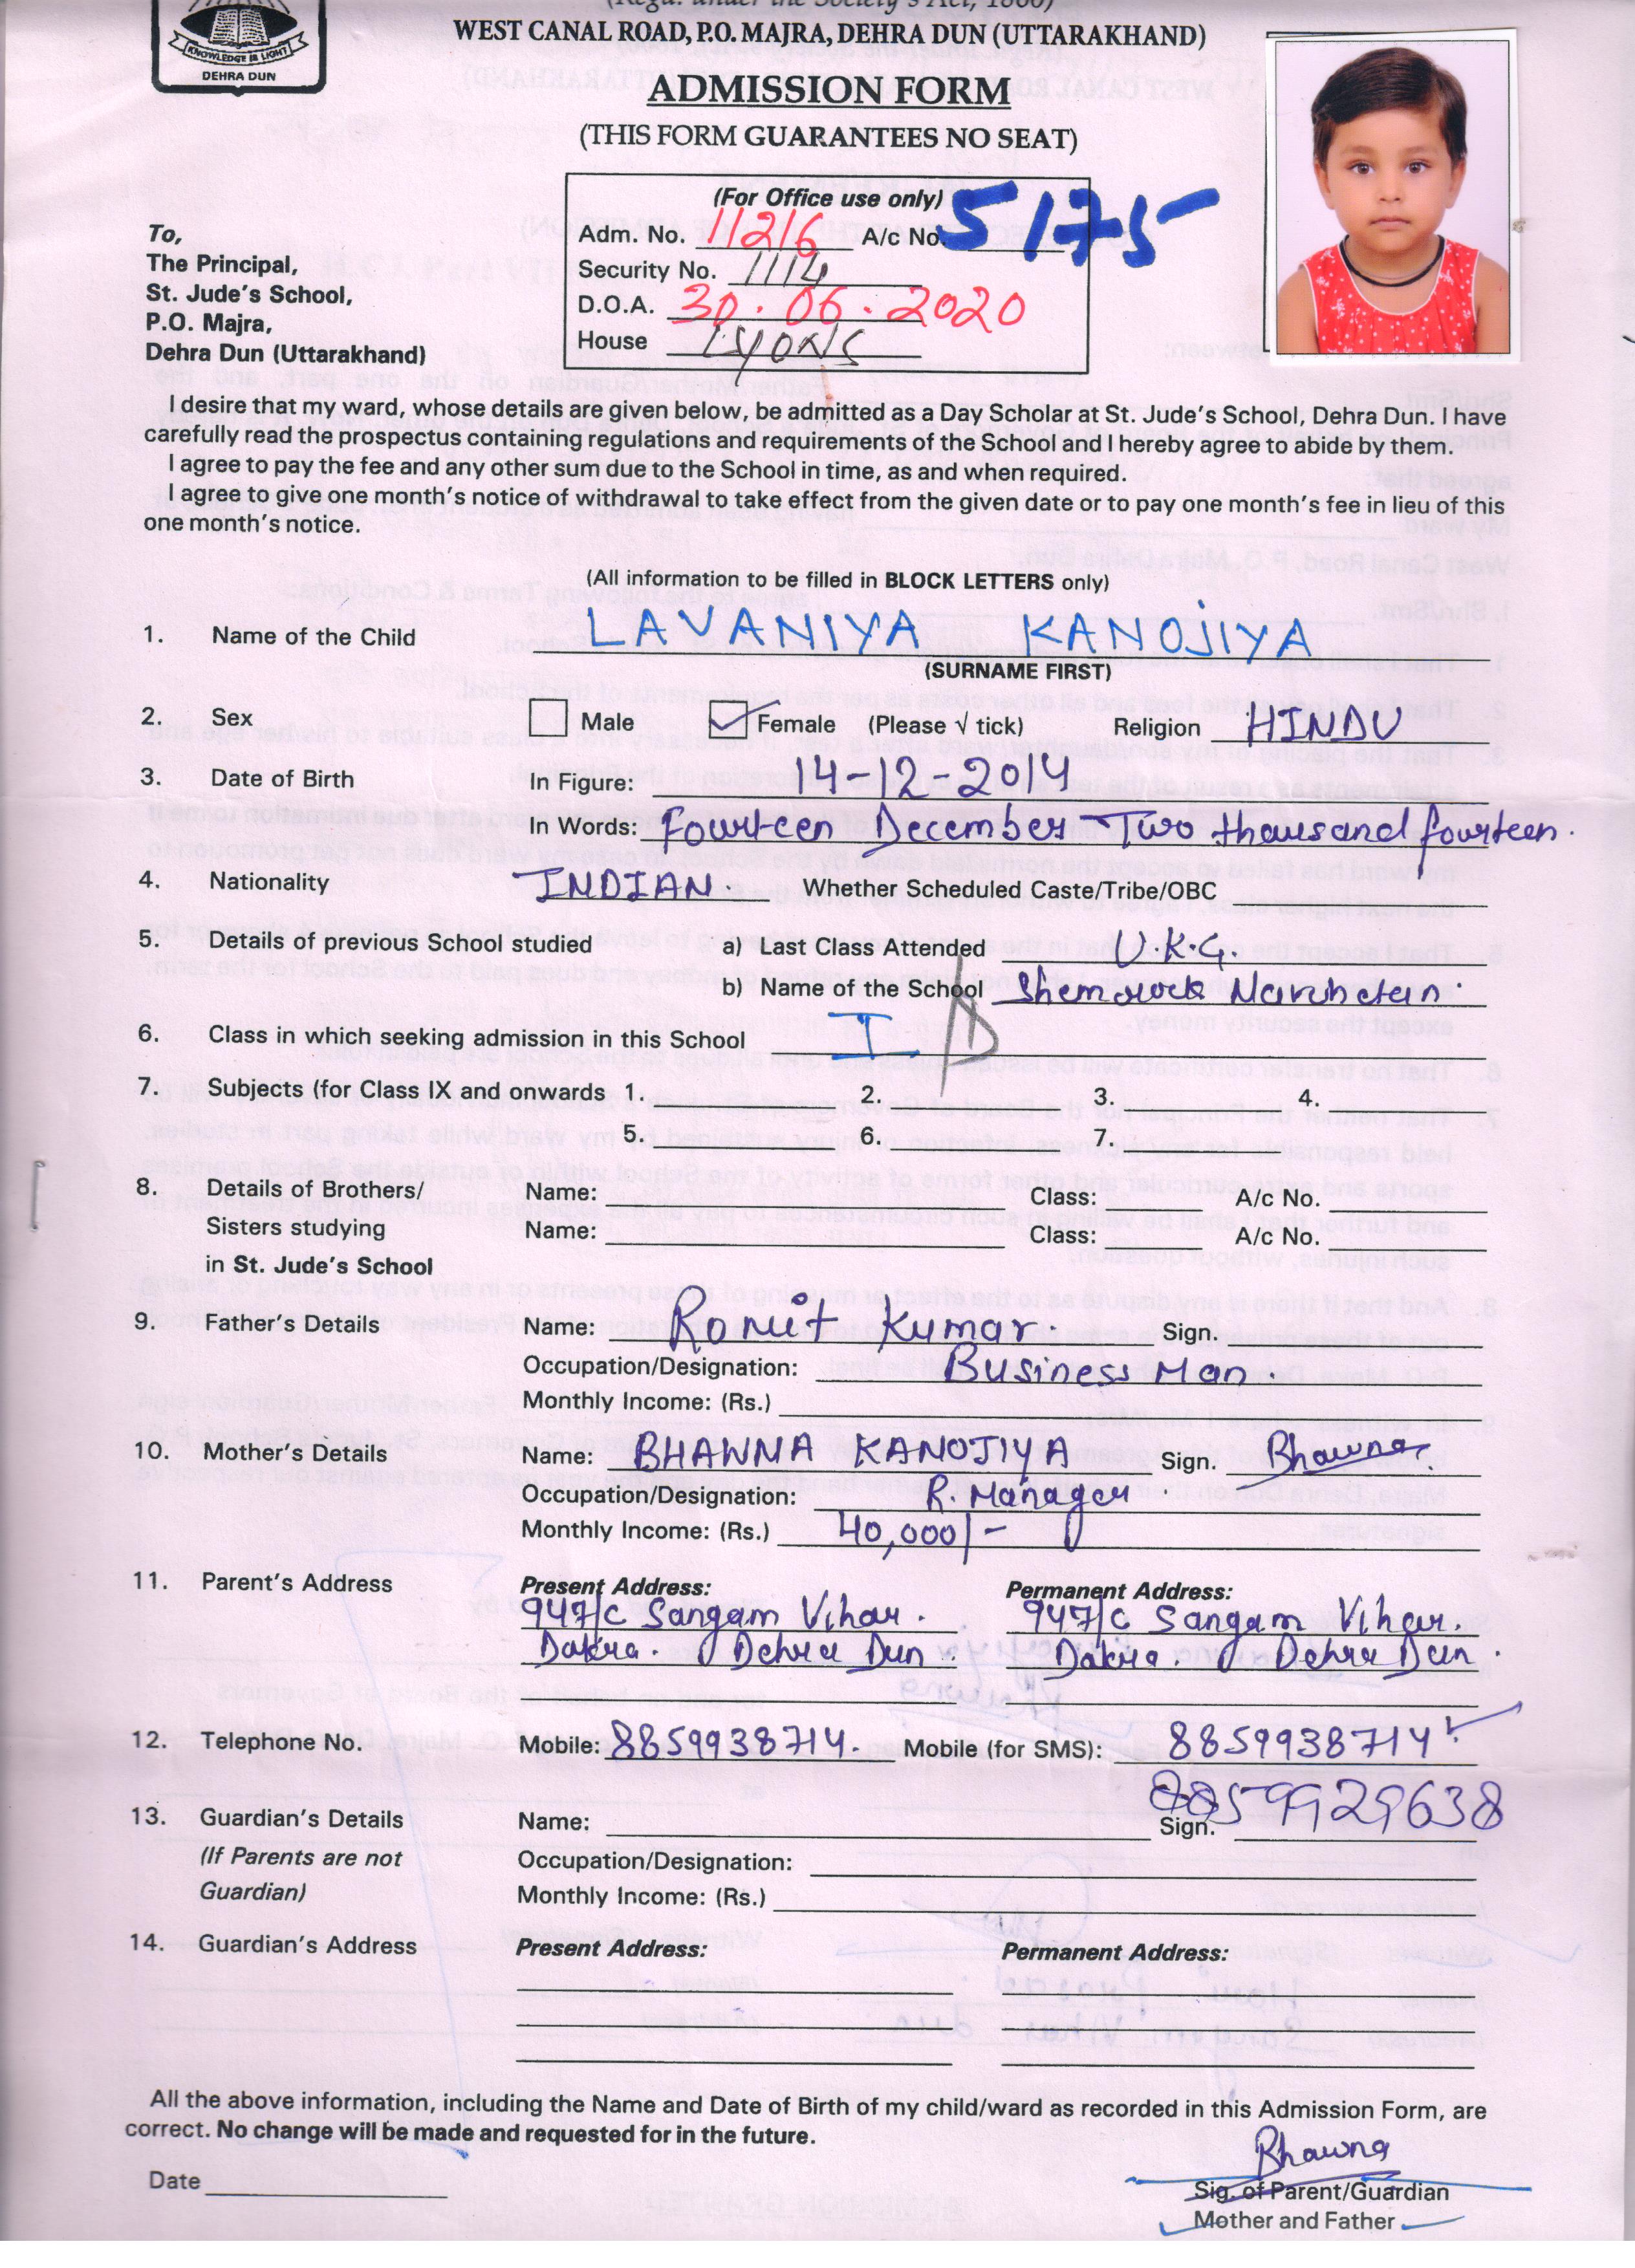 (Regd. under the Society's Act, 1860)
WEST CANAL ROAD, P.O. MAJRA, DEHRA DUN (UTTARAKHAND)
KNOWLEDGE IS LIGHT
DEHRA DUN
ADMISSION FORM
(THIS FORM GUARANTEES NO SEAT)
(For Office use only)
Adm. No. 11216 A/c No. 5175
Security No. 1114
D.O.A. 30.06.2020
House LYONS
To,
The Principal,
St. Jude's School,
P.O. Majra,
Dehra Dun (Uttarakhand)
I desire that my ward, whose details are given below, be admitted as a Day Scholar at St. Jude's School, Dehra Dun. I have
carefully read the prospectus containing regulations and requirements of the School and I hereby agree to abide by them.
I agree to pay the fee and any other sum due to the School in time, as and when required.
I agree to give one month's notice of withdrawal to take effect from the given date or to pay one month's fee in lieu of this
one month's notice.
(All information to be filled in BLOCK LETTERS only)
1. Name of the Child LAVANIYA KANOJIYA
(SURNAME FIRST)
2. Sex Male Female (Please √ tick) Religion HINDU
3. Date of Birth In Figure: 14-12-2014
In Words: Fourteen December Two thousand fourteen.
4. Nationality INDIAN. Whether Scheduled Caste/Tribe/OBC
5. Details of previous School studied a) Last Class Attended U.K.G.
b) Name of the School Shemrock
6. Class in which seeking admission in this School I D
7. Subjects (for Class IX and onwards 1. 2. 3. 4.
5. 6. 7.
8. Details of Brothers/ Name: Class: A/c No.
Sisters studying Name: Class: A/c No.
in St. Jude's School
9. Father's Details Name: Ronit Kumar. Sign.
Occupation/Designation: Business Man.
Monthly Income: (Rs.)
10. Mother's Details Name: BHAWNA KANOJIYA Sign. Bhawna
Occupation/Designation: R. Manager
Monthly Income: (Rs.) 40,000/-
11. Parent's Address Present Address: Permanent Address:
947/C Sangam Vihar. 947/C Sangam Vihar.
Dakra. Dehra Dun. Dakra. Dehra Dun.
12. Telephone No. Mobile: 8859938714. Mobile (for SMS): 8859938714
8859929638
13. Guardian's Details Name: Sign.
(If Parents are not Occupation/Designation:
Guardian) Monthly Income: (Rs.)
14. Guardian's Address Present Address: Permanent Address:
All the above information, including the Name and Date of Birth of my child/ward as recorded in this Admission Form, are
correct. No change will be made and requested for in the future.
Bhawna
Date Sig. of Parent/Guardian
Mother and Father